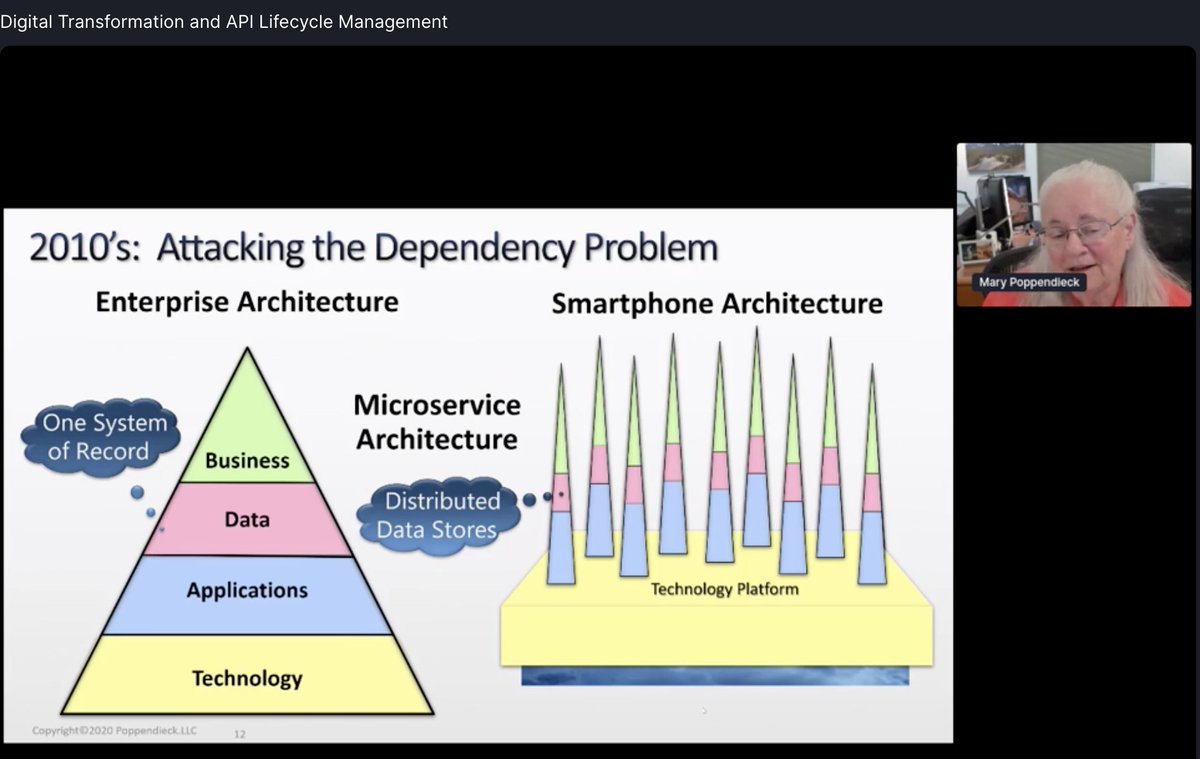 Digital Transformation and API Lifecycle Management
2010's: Attacking the Dependency Problem
Enterprise Architecture
One System
of Record
Business
Data
Applications
Technology
Microservice
Architecture
Distributed
Data Stores
Smartphone Architecture
Technology Platform
Copyright©2020 Poppendieck.LLC
12
Mary Poppendieck